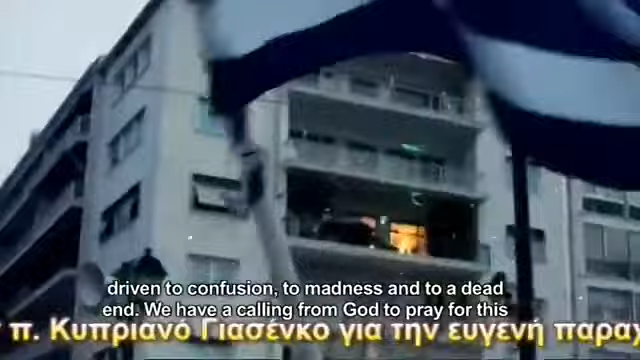 driven to confusion, to madness and to a dead
end. We have a calling from God to pray for this
π. Κυπριανό Γιασένκο για την ευγενή παραχ